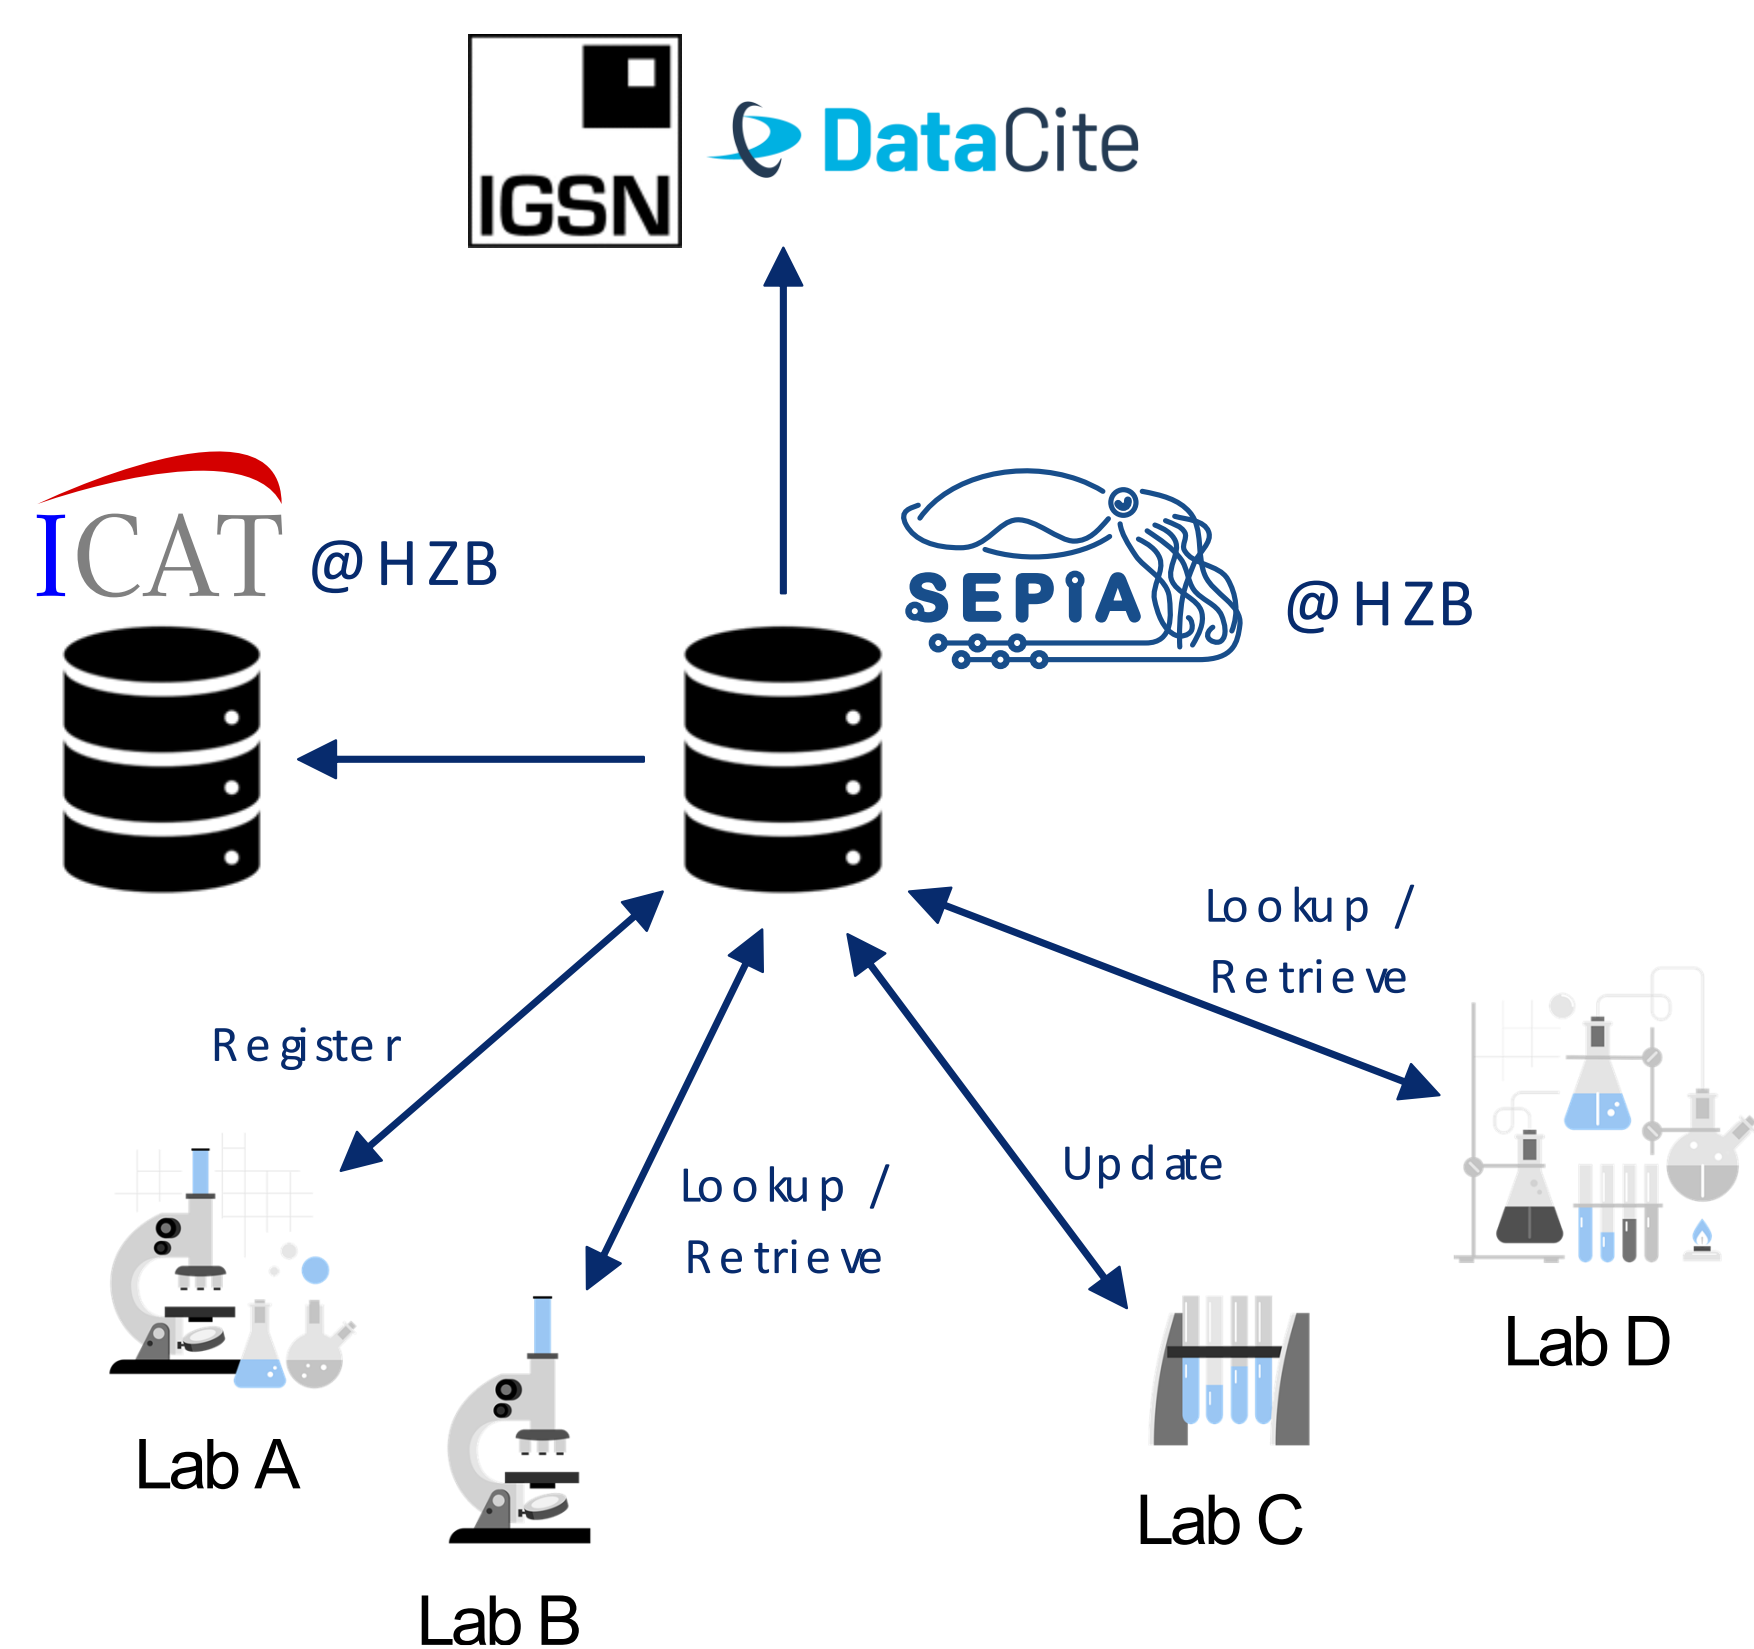 IGSN
DataCite
ICAT
@HZB
SEPIA
@HZB
Lookup /
Retrieve
Register
Update
Lookup /
Retrieve
Lab D
Lab A
Lab C
Lab B